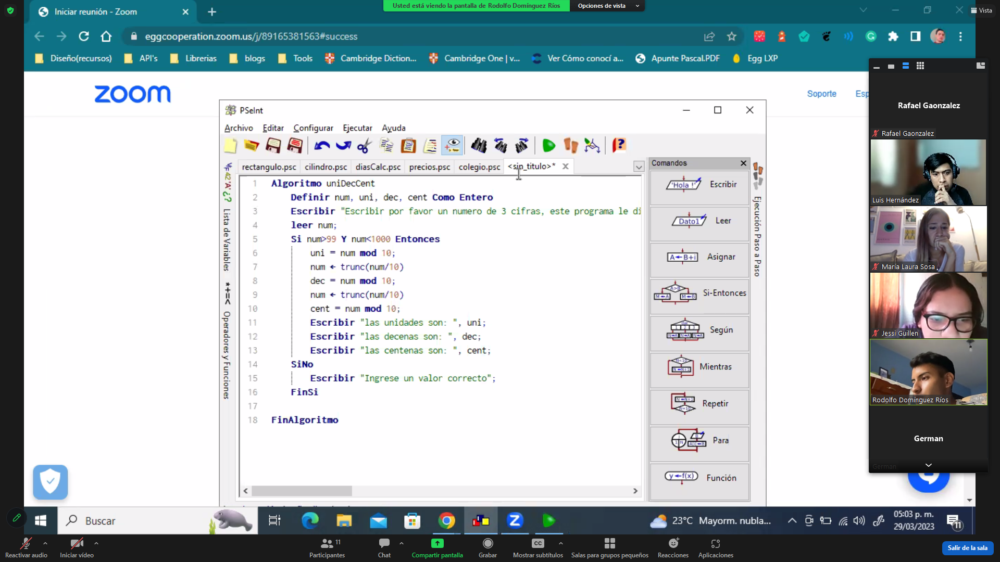 Iniciar reunión - Zoom
Usted está viendo la pantalla de Rodolfo Domínguez Ríos
Opciones de vista
Vista
eggcooperation.zoom.us/j/89165381563#success
Diseño(recursos)
API's
Librerias
blogs
Tools
Cambridge Diction...
Cambridge One | v...
Ver Cómo conocí a...
Apunte Pascal.PDF
Egg LXP
zoom
Soporte
Esp
PSeInt
Archivo Editar Configurar Ejecutar Ayuda
rectangulo.psc cilindro.psc diasCalc.psc precios.psc colegio.psc <sin_titulo>*
1 Algoritmo uniDecCent
2 Definir num, uni, dec, cent Como Entero
3 Escribir "Escribir por favor un numero de 3 cifras, este programa le di
4 leer num;
5 Si num>99 Y num<1000 Entonces
6 uni = num mod 10;
7 num ← trunc(num/10)
8 dec = num mod 10;
9 num ← trunc(num/10)
10 cent = num mod 10;
11 Escribir "las unidades son: ", uni;
12 Escribir "las decenas son: ", dec;
13 Escribir "las centenas son: ", cent;
14 SiNo
15 Escribir "Ingrese un valor correcto";
16 FinSi
17
18 FinAlgoritmo
Lista de Variables
Operadores y Funciones
Comandos
'Hola !' Escribir
Dato1 Leer
A←B+i Asignar
Si-Entonces
Según
Mientras
Repetir
Para
y←f(x) Función
Ejecución Paso a Paso
Rafael Gaonzalez
Rafael Gaonzalez
Luis Hernández
María Laura Sosa
Jessi Guillen
Rodolfo Domínguez Ríos
German
German
Buscar
23°C Mayorm. nubla...
05:03 p. m.
29/03/2023
11
Reactivar audio
Iniciar vídeo
Participantes
11
Chat
Compartir pantalla
Grabar
CC
Mostrar subtítulos
Salas para grupos pequeños
Reacciones
Aplicaciones
Salir de la sala